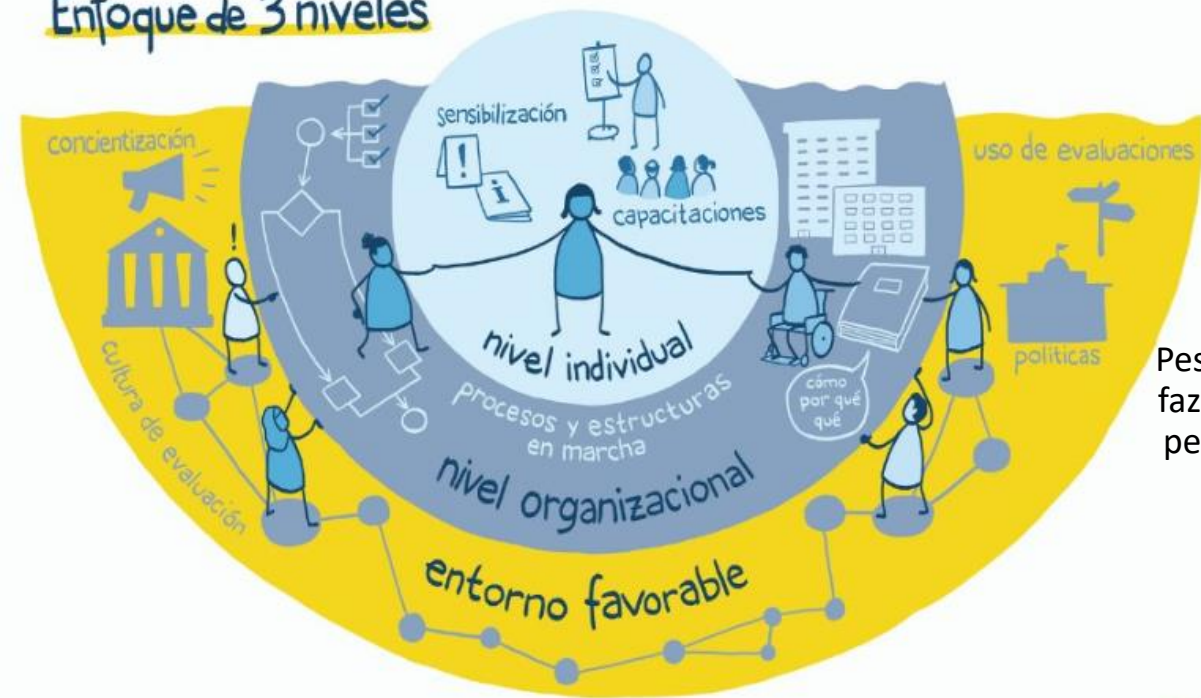 Enfoque de 3 niveles
concientización
sensibilización
capacitaciones
uso de evaluaciones
políticas
cultura de evaluación
nivel individual
procesos y estructuras
en marcha
cómo
por qué
qué
nivel organizacional
entorno favorable
Pes
faz
pe